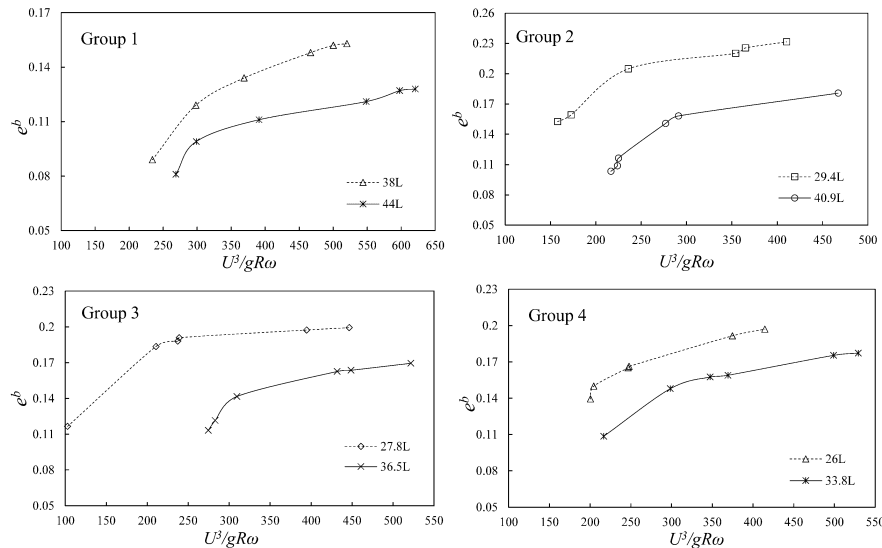 Group 1
0.17
0.14
0.11
0.08
0.05
e^b
100 150 200 250 300 350 400 450 500 550 600 650
U³/gRω
38L
44L
Group 2
0.26
0.23
0.2
0.17
0.14
0.11
0.08
0.05
e^b
100 150 200 250 300 350 400 450 500
U³/gRω
29.4L
40.9L
Group 3
0.23
0.2
0.17
0.14
0.11
0.08
0.05
e^b
100 150 200 250 300 350 400 450 500 550
U³/gRω
27.8L
36.5L
Group 4
0.23
0.2
0.17
0.14
0.11
0.08
0.05
e^b
100 150 200 250 300 350 400 450 500 550
U³/gRω
26L
33.8L